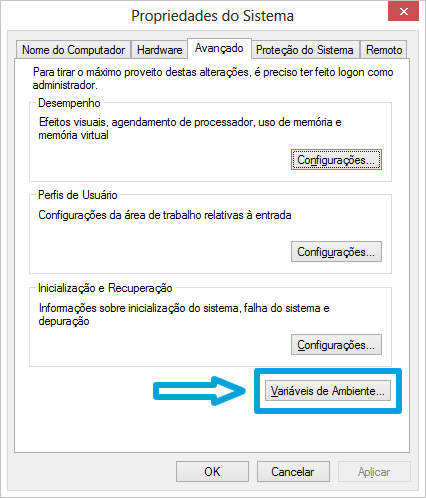 Propriedades do Sistema
Nome do Computador Hardware Avançado Proteção do Sistema Remoto
Para tirar o máximo proveito destas alterações, é preciso ter feito logon como
administrador.
Desempenho
Efeitos visuais, agendamento de processador, uso de memória e
memória virtual
Configurações...
Perfis de Usuário
Configurações da área de trabalho relativas à entrada
Configurações...
Inicialização e Recuperação
Informações sobre inicialização do sistema, falha do sistema e
depuração
Configurações...
Variáveis de Ambiente...
OK Cancelar Aplicar